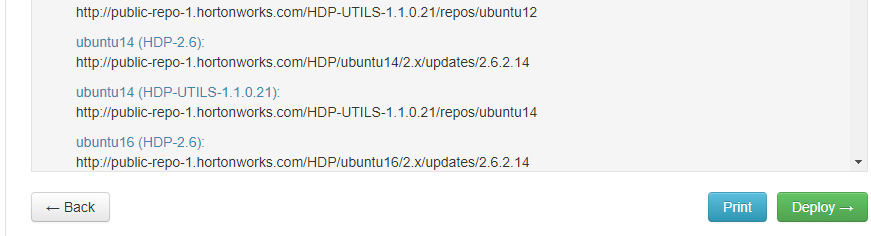 http://public-repo-1.hortonworks.com/HDP-UTILS-1.1.0.21/repos/ubuntu12
ubuntu14 (HDP-2.6):
http://public-repo-1.hortonworks.com/HDP/ubuntu14/2.x/updates/2.6.2.14
ubuntu14 (HDP-UTILS-1.1.0.21):
http://public-repo-1.hortonworks.com/HDP-UTILS-1.1.0.21/repos/ubuntu14
ubuntu16 (HDP-2.6):
http://public-repo-1.hortonworks.com/HDP/ubuntu16/2.x/updates/2.6.2.14
← Back Print Deploy →